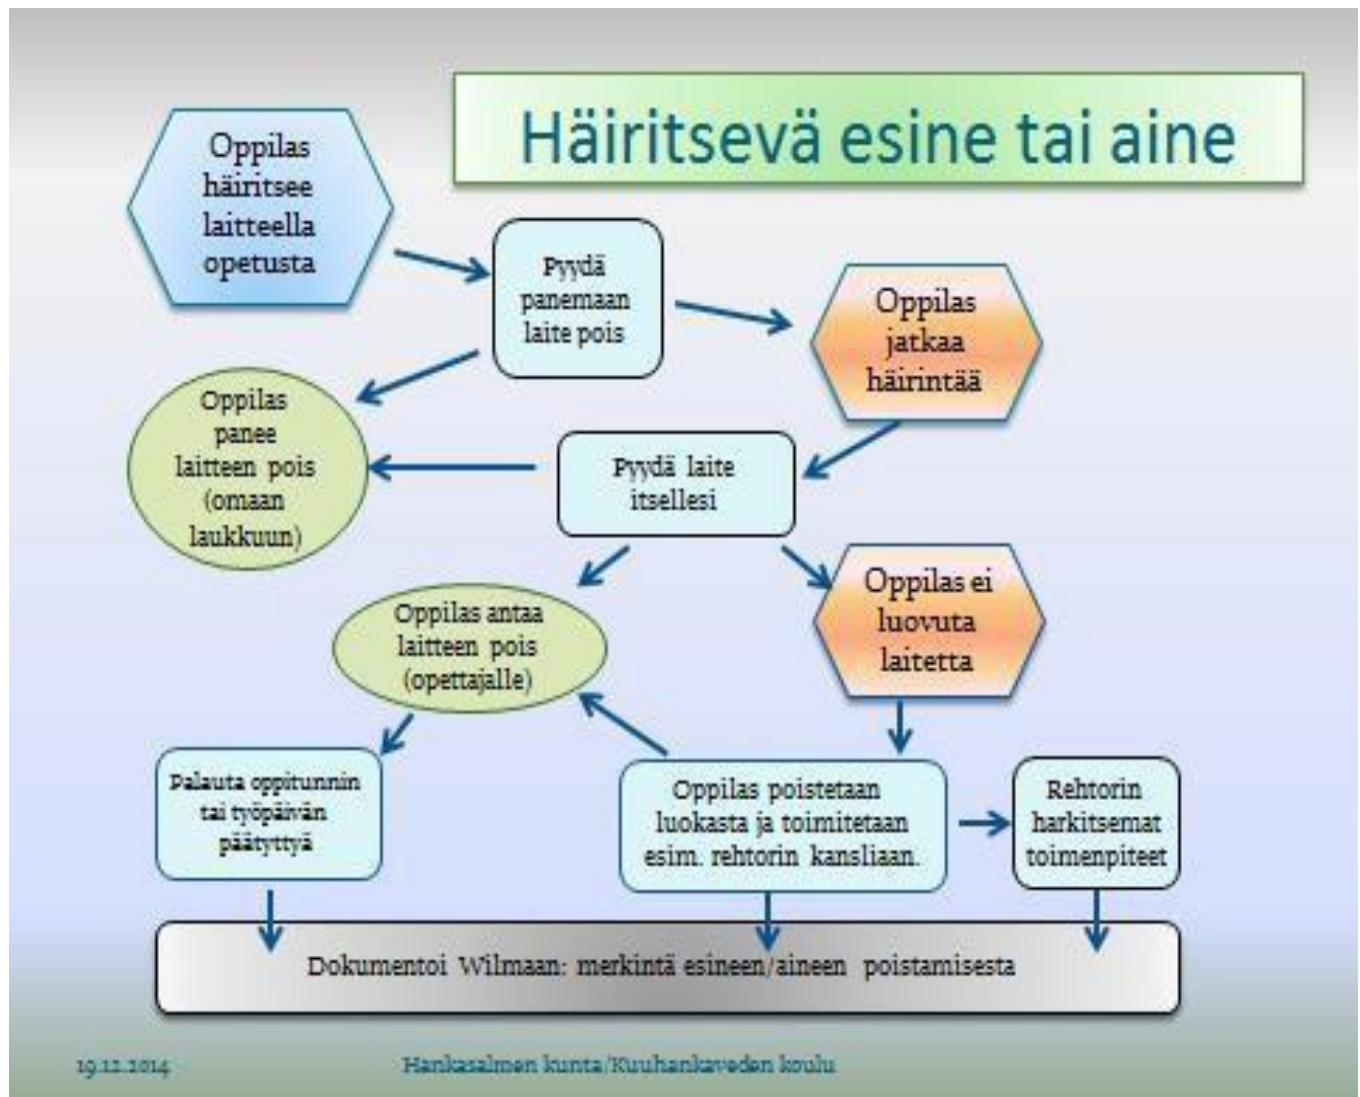 Häiritsevä esine tai aine
Oppilas
häiritsee
laitteella
opetusta
Pyydä
panemaan
laite pois
Oppilas
jatkaa
häirintää
Oppilas
panee
laitteen pois
(omaan
laukkuun)
Pyydä laite
itsellesi
Oppilas ei
luovuta
laitetta
Oppilas antaa
laitteen pois
(opettajalle)
Palauta oppitunnin
tai työpäivän
päätyttyä
Oppilas poistetaan
luokasta ja toimitetaan
esim. rehtorin kansliaan.
Rehtorin
harkitsemat
toimenpiteet
Dokumentoi Wilmaan: merkintä esineen/aineen poistamisesta
19.12.2014
Hankasalmen kunta/Kuuhankaveden koulu